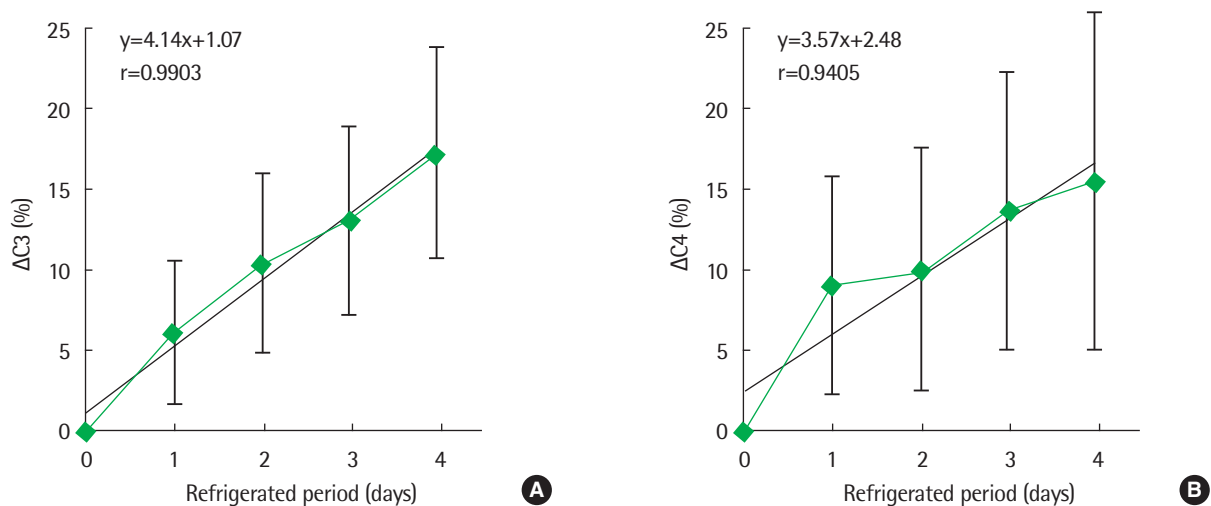 y=4.14x+1.07
r=0.9903
25
20
15
10
5
0
ΔC3 (%)
0 1 2 3 4
Refrigerated period (days)
A
y=3.57x+2.48
r=0.9405
25
20
15
10
5
0
ΔC4 (%)
0 1 2 3 4
Refrigerated period (days)
B